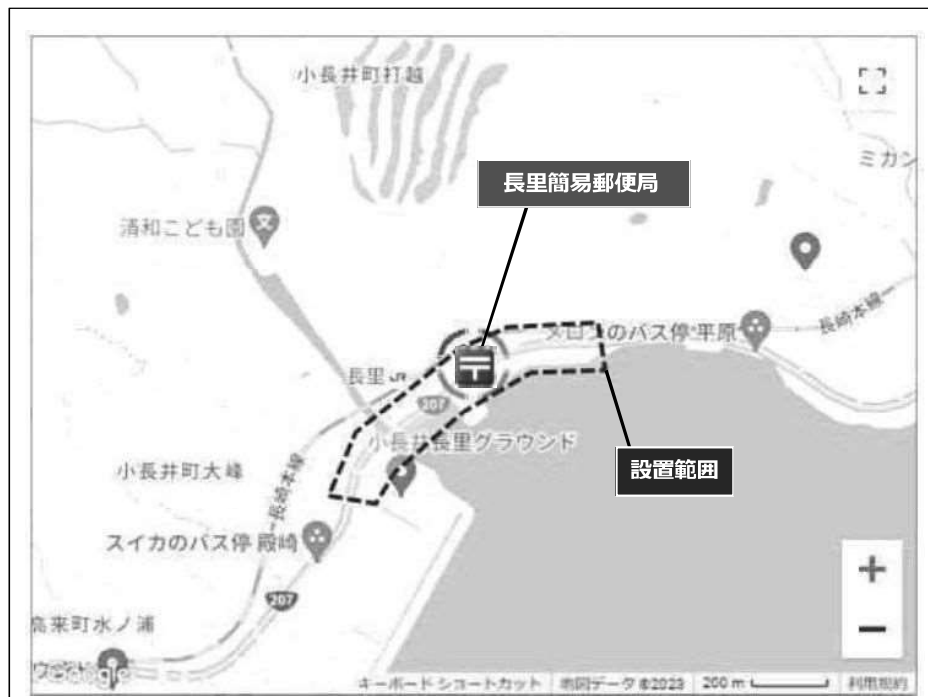 小長井町打越
ミカン
長里簡易郵便局
清和こども園
長崎本線
メロンのバス停 平原
長里
207
小長井長里グラウンド
小長井町大峰
長崎本線
設置範囲
スイカのバス停 殿崎
207
高来町水ノ浦
Google
キーボード ショートカット
地図データ ©2023
200 m
利用規約